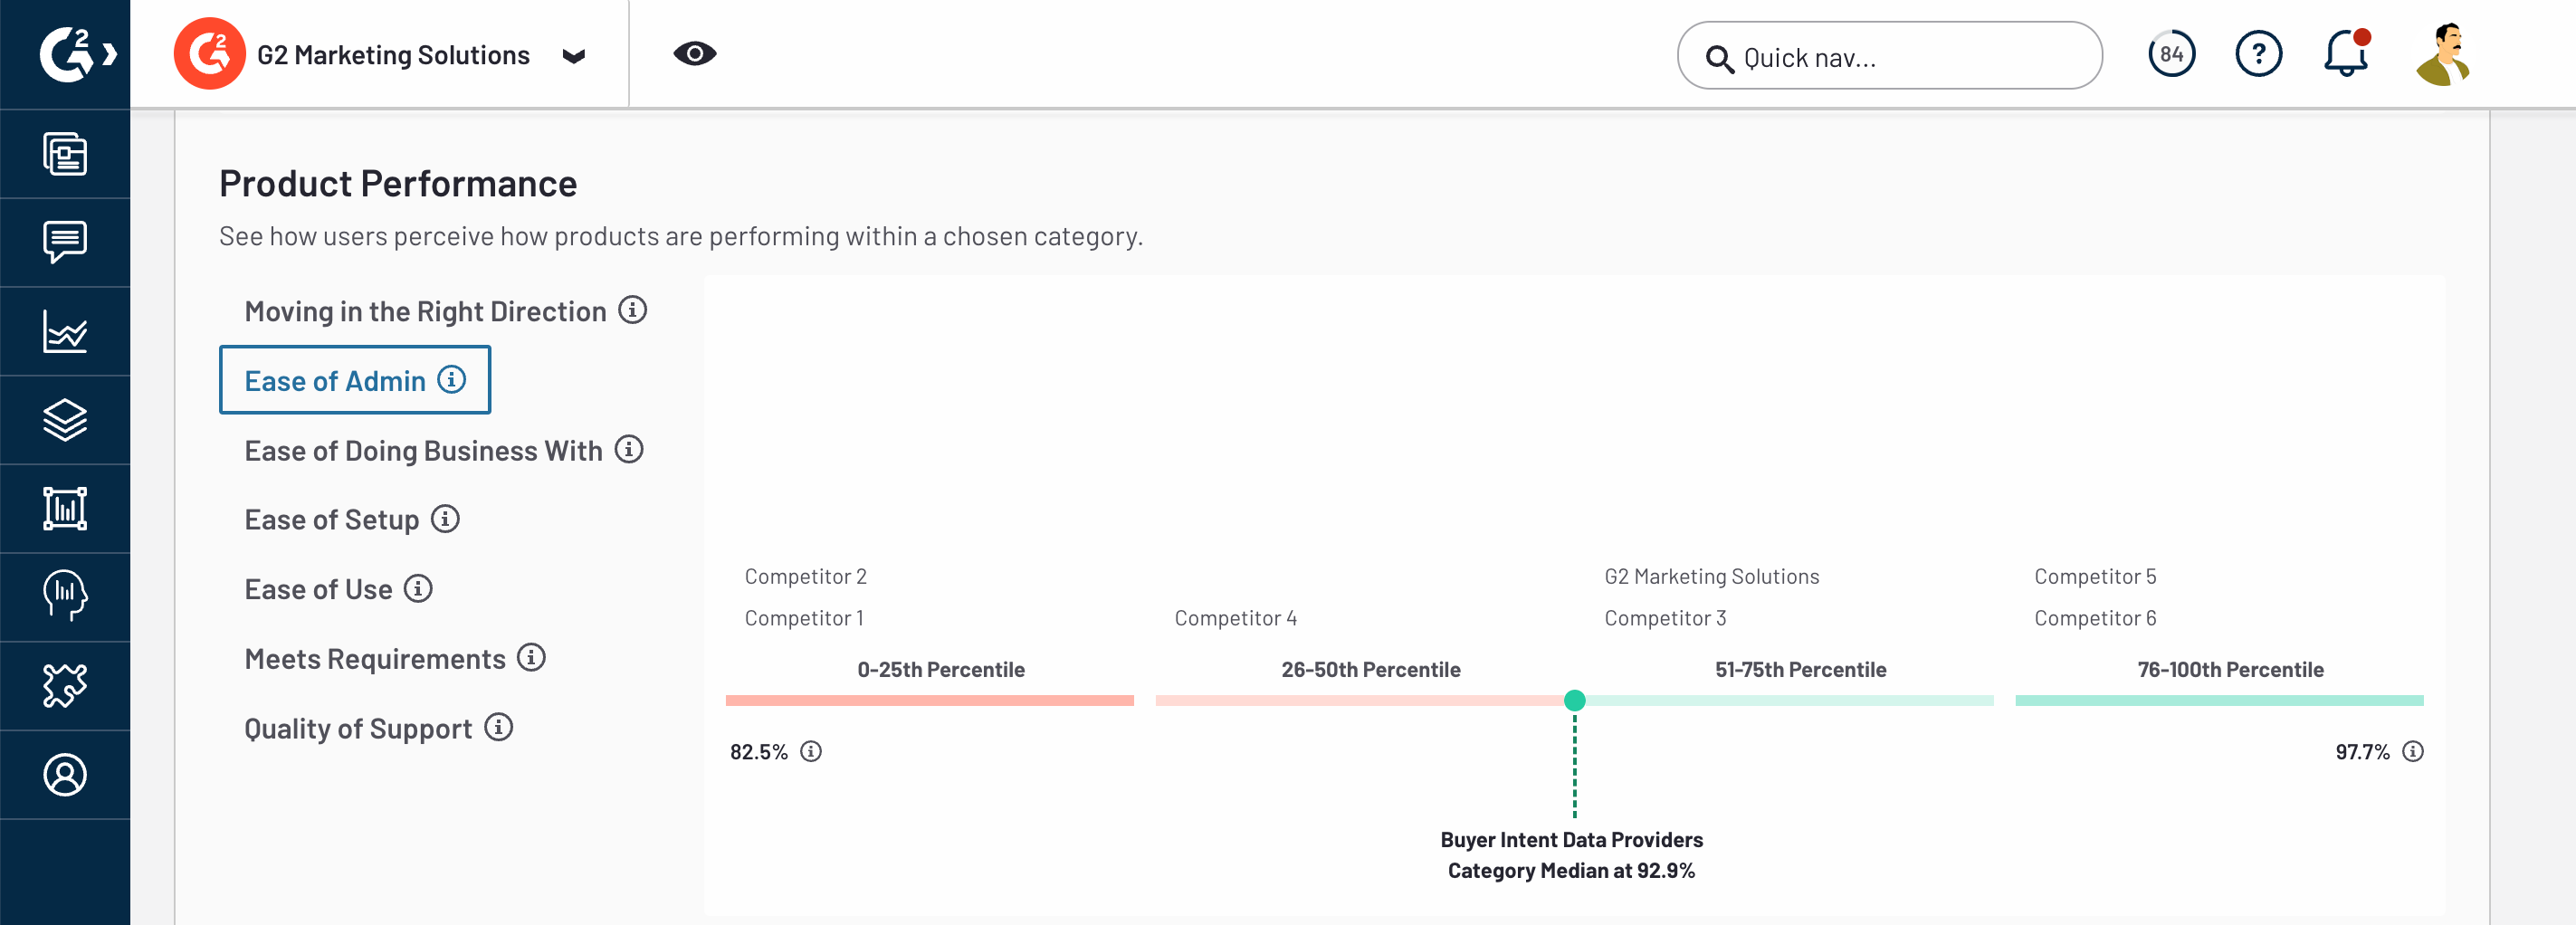 G2 Marketing Solutions
Quick nav...
84
?
Product Performance
See how users perceive how products are performing within a chosen category.
Moving in the Right Direction
Ease of Admin
Ease of Doing Business With
Ease of Setup
Ease of Use
Meets Requirements
Quality of Support
Competitor 2
Competitor 1
Competitor 4
G2 Marketing Solutions
Competitor 3
Competitor 5
Competitor 6
0-25th Percentile
26-50th Percentile
51-75th Percentile
76-100th Percentile
82.5%
97.7%
Buyer Intent Data Providers
Category Median at 92.9%